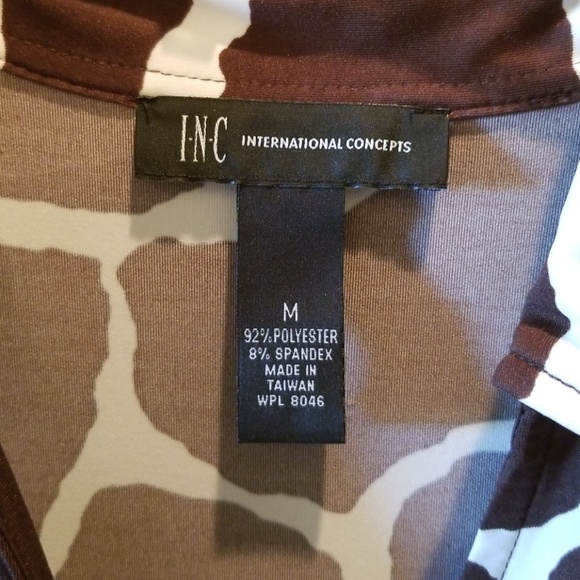 I·N·C INTERNATIONAL CONCEPTS
M
92% POLYESTER
8% SPANDEX
MADE IN
TAIWAN
WPL 8046